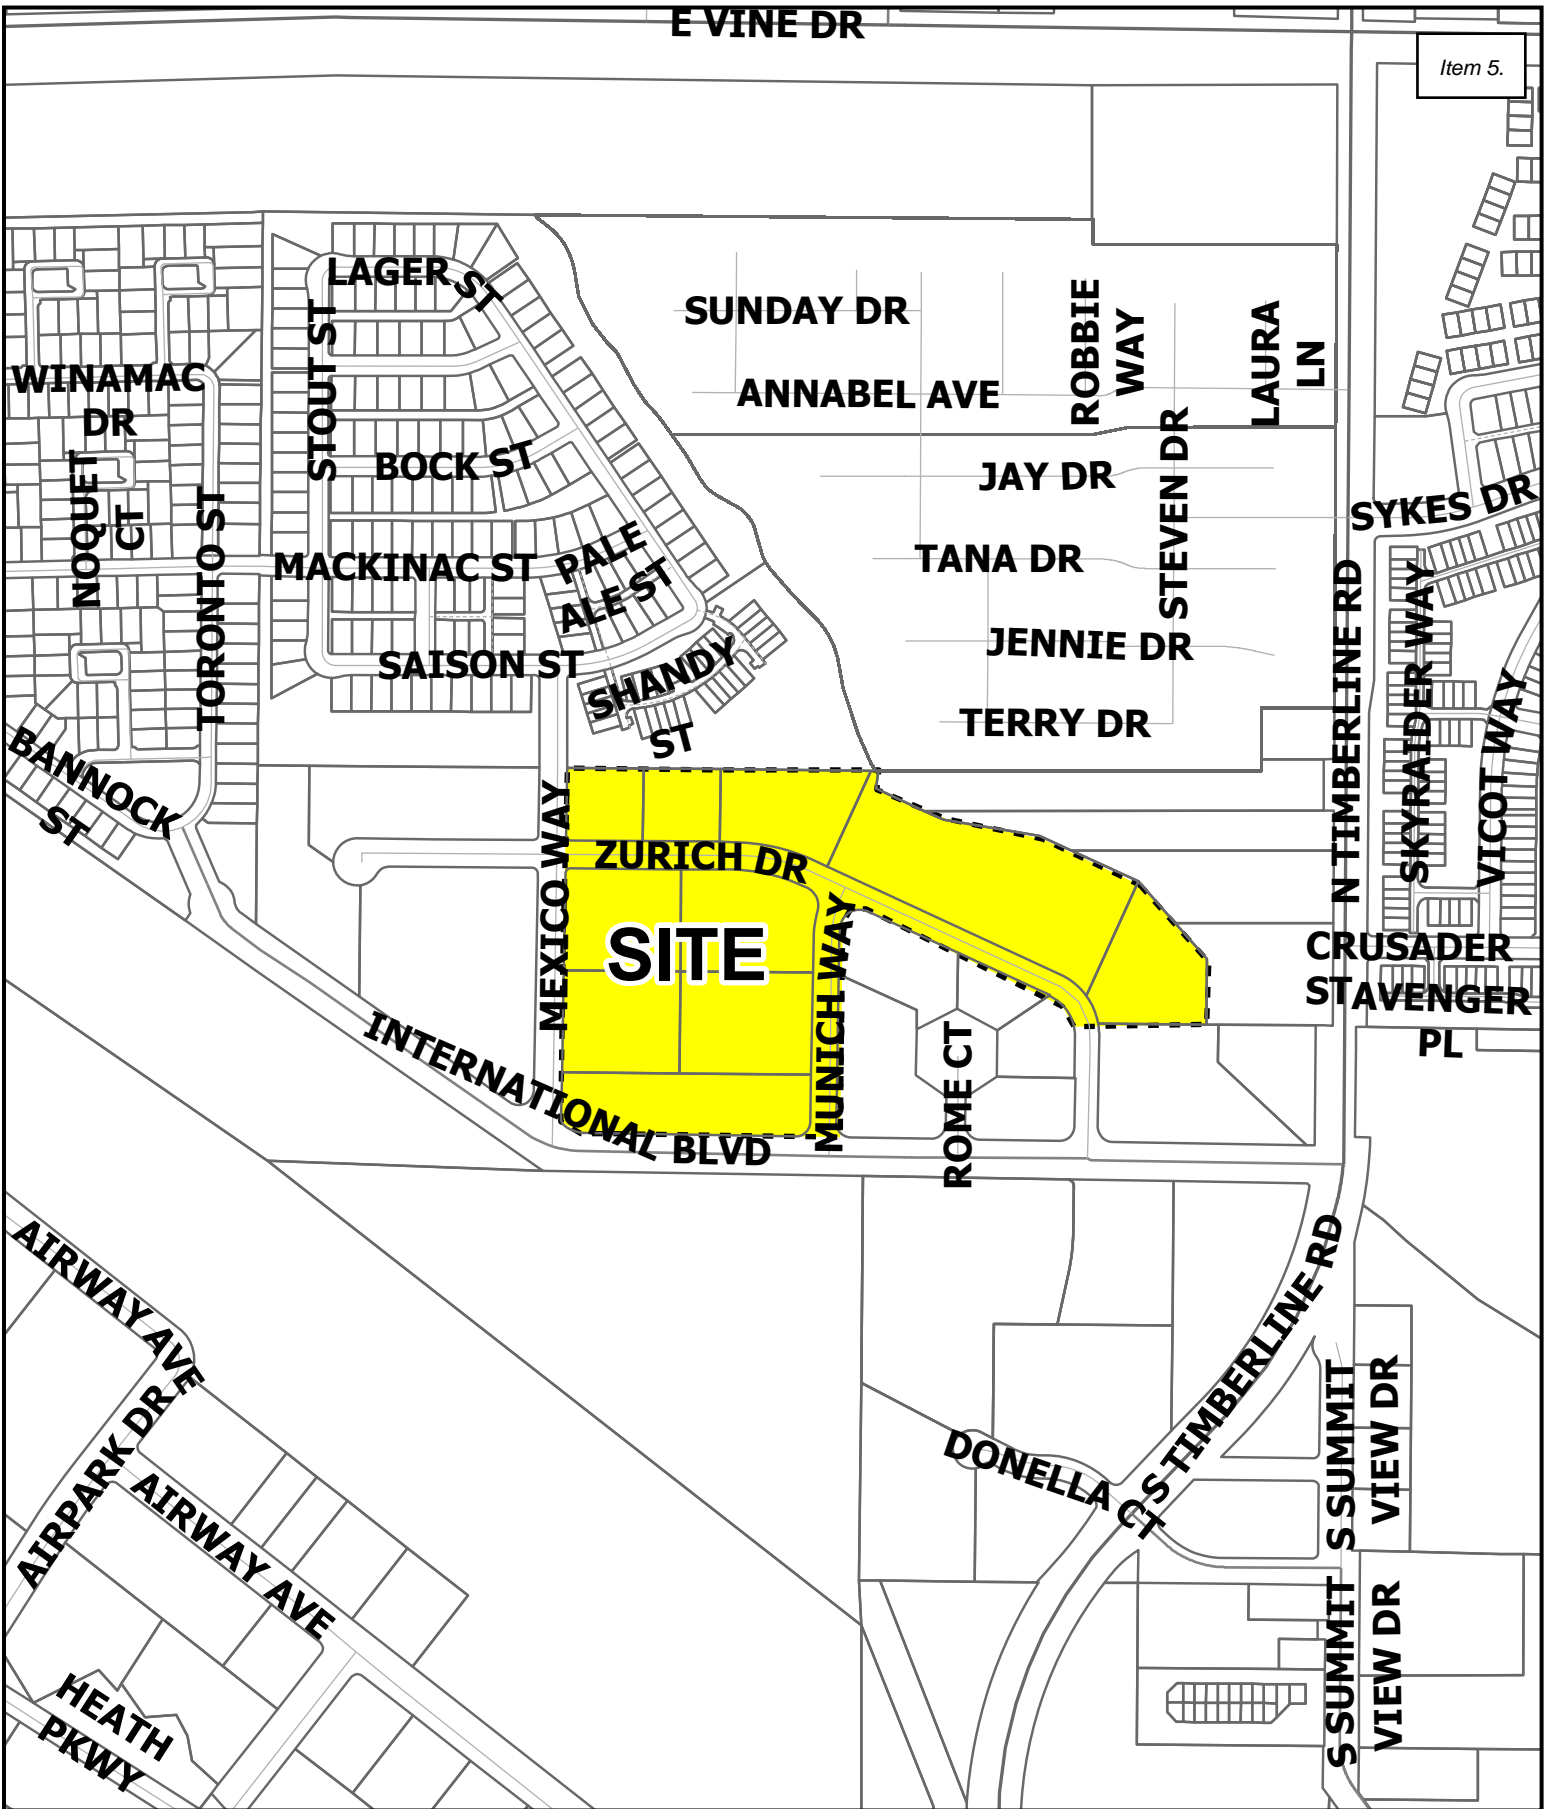 E VINE DR
Item 5.
LAGER ST
STOUT ST
SUNDAY DR
ROBBIE
WAY
LAURA
LN
WINAMAC
DR
ANNABEL AVE
BOCK ST
JAY DR
STEVEN DR
SYKES DR
NOQUET
CT
TORONTO ST
MACKINAC ST
PALE
ALE ST
TANA DR
N TIMBERLINE RD
SKYRAIDER WAY
JENNIE DR
SAISON ST
SHANDY
ST
TERRY DR
VICOT WAY
BANNOCK
ST
MEXICO WAY
ZURICH DR
MUNICH WAY
SITE
CRUSADER
ST
AVENGER
PL
INTERNATIONAL BLVD
ROME CT
AIRWAY AVE
S TIMBERLINE RD
AIRPARK DR
S SUMMIT
VIEW DR
DONELLA CT
AIRWAY AVE
S SUMMIT
VIEW DR
HEATH
PKWY